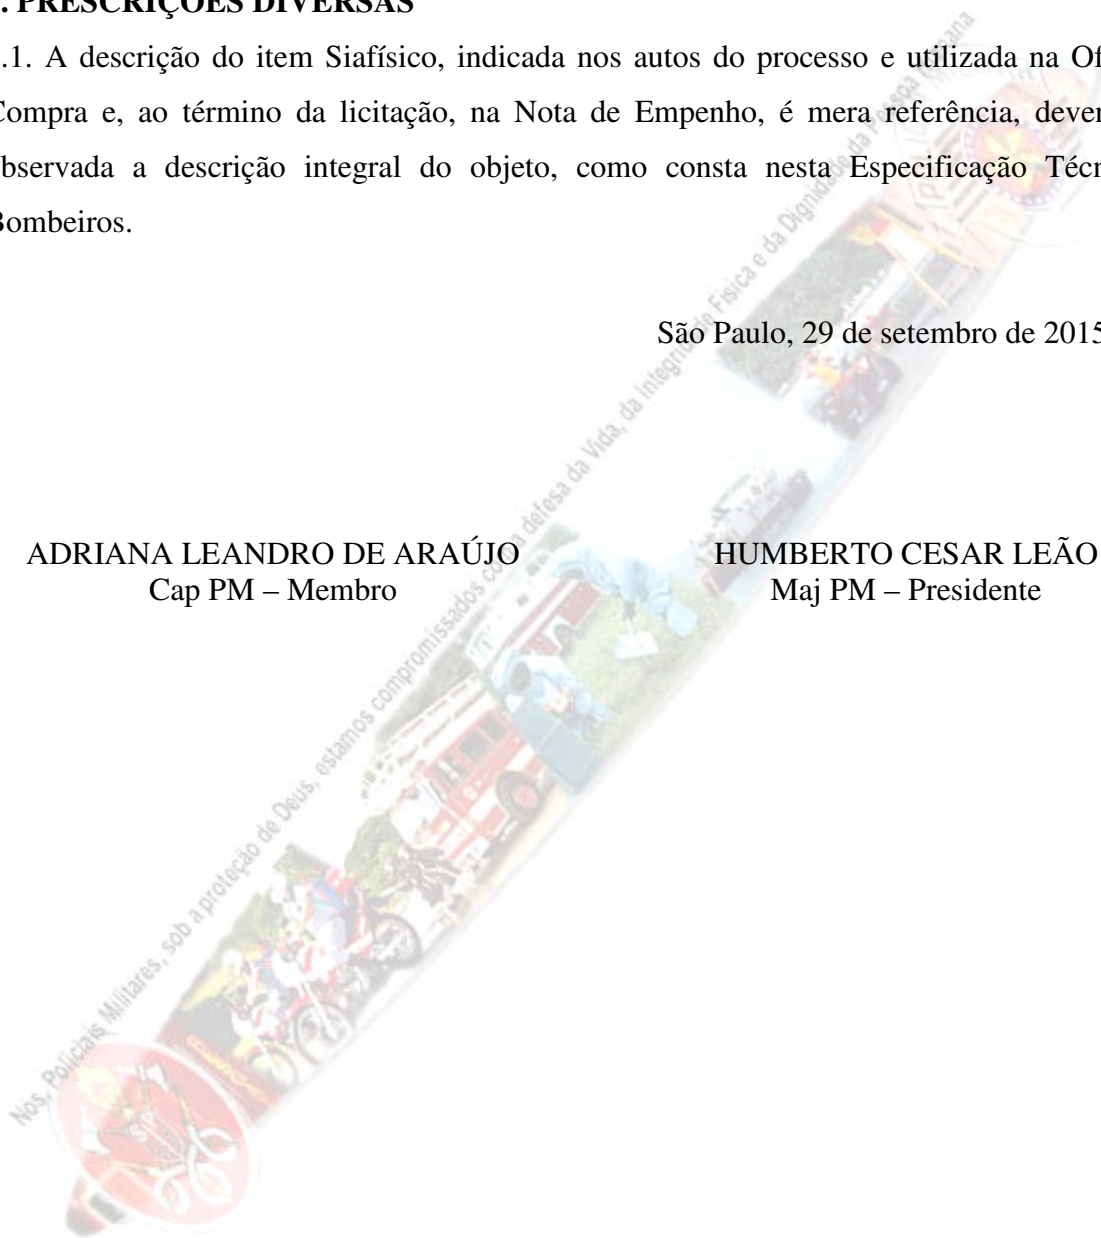 . PRESCRIÇÕES DIVERSAS
.1. A descrição do item Siafísico, indicada nos autos do processo e utilizada na Of
Compra e, ao término da licitação, na Nota de Empenho, é mera referência, dever
bservada a descrição integral do objeto, como consta nesta Especificação Técn
Bombeiros.
São Paulo, 29 de setembro de 2015
ADRIANA LEANDRO DE ARAÚJO
Cap PM – Membro
HUMBERTO CESAR LEÃO
Maj PM – Presidente
Nos, Policiais Militares, sob a proteção de Deus, estamos compromissados com a defesa da Vida, da Integridade Fisica e da Dignidade da Pessoa Humana